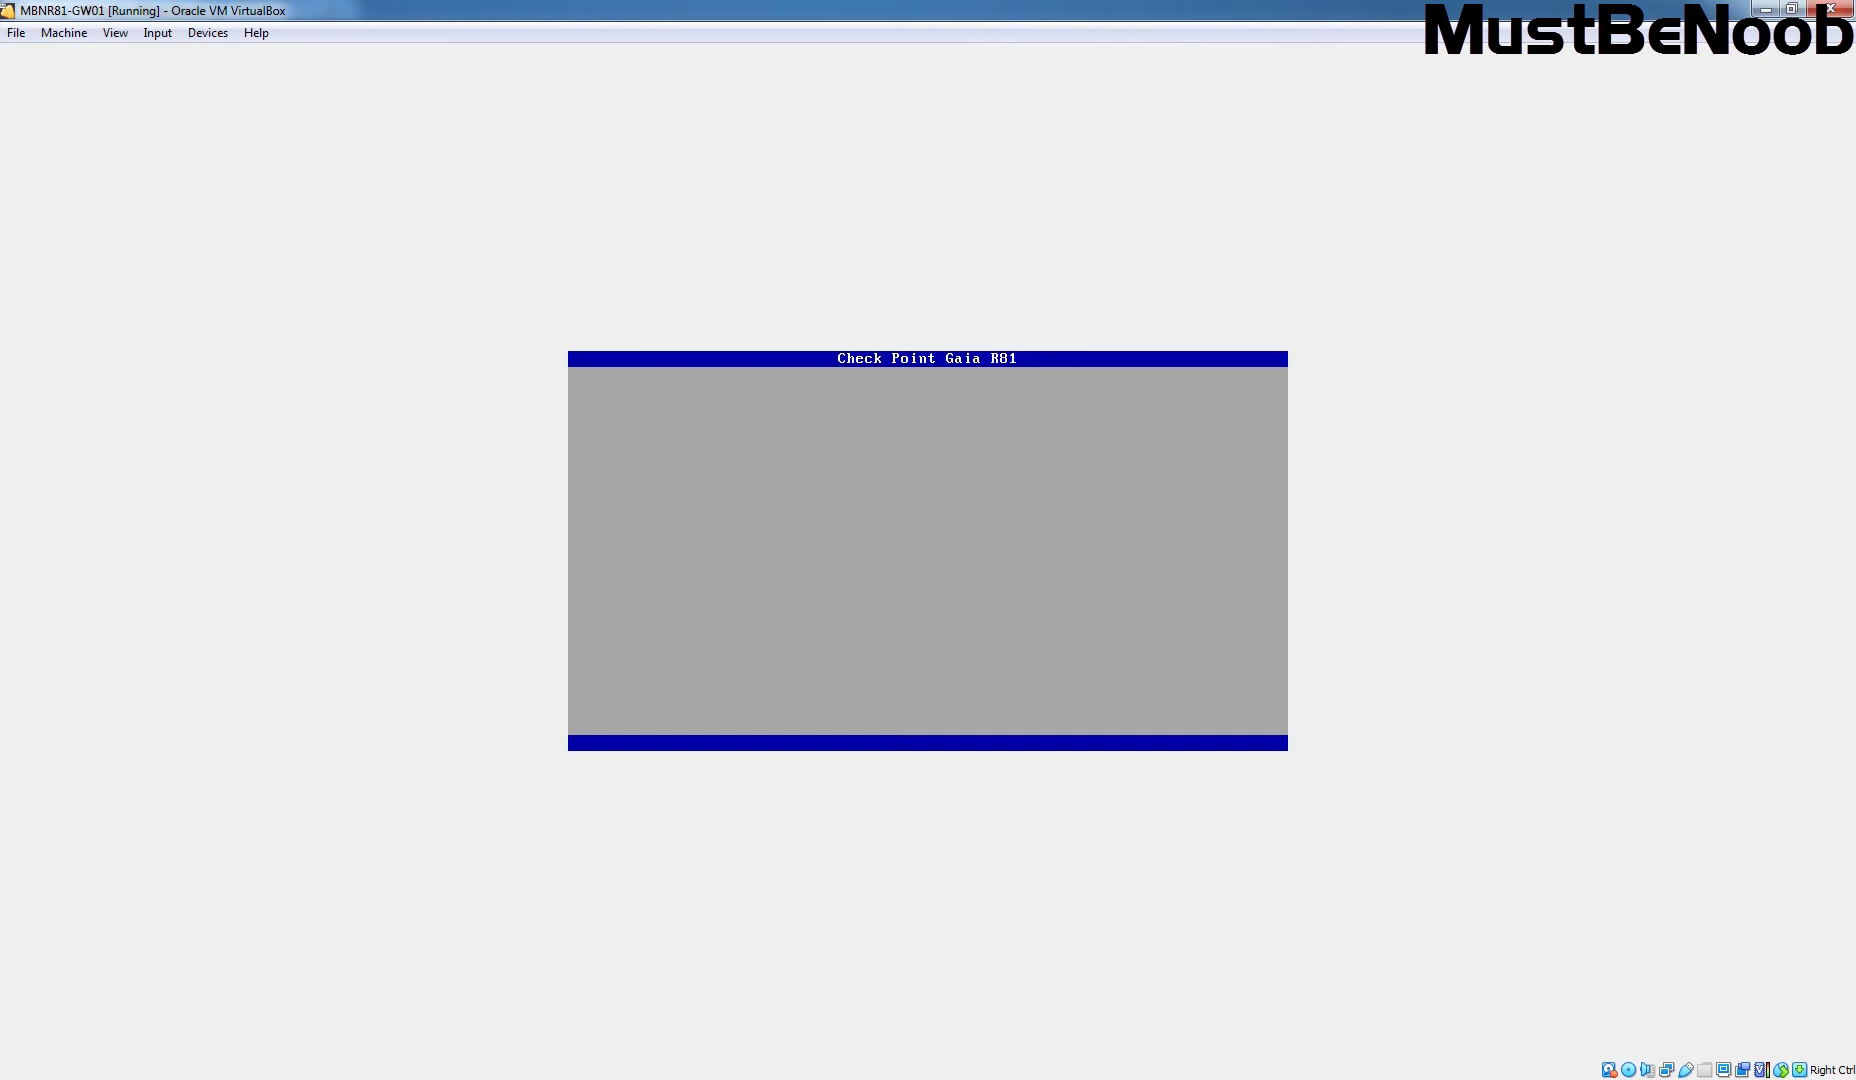 MBNR81-GW01 [Running] - Oracle VM VirtualBox
File Machine View Input Devices Help
MustBeNoob
Check Point Gaia R81
Right Ctrl